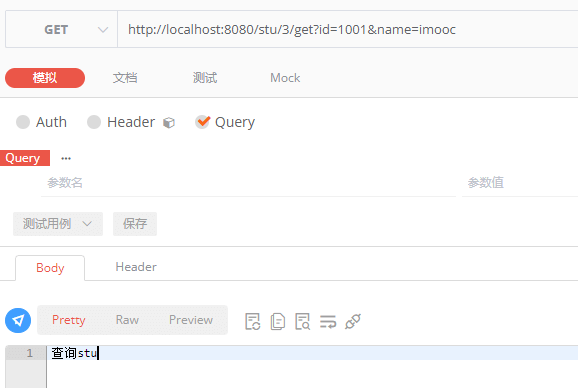 GET http://localhost:8080/stu/3/get?id=1001&name=imooc
模拟 文档 测试 Mock
Auth Header Query
Query ...
参数名 参数值
测试用例 保存
Body Header
Pretty Raw Preview
1 查询stu